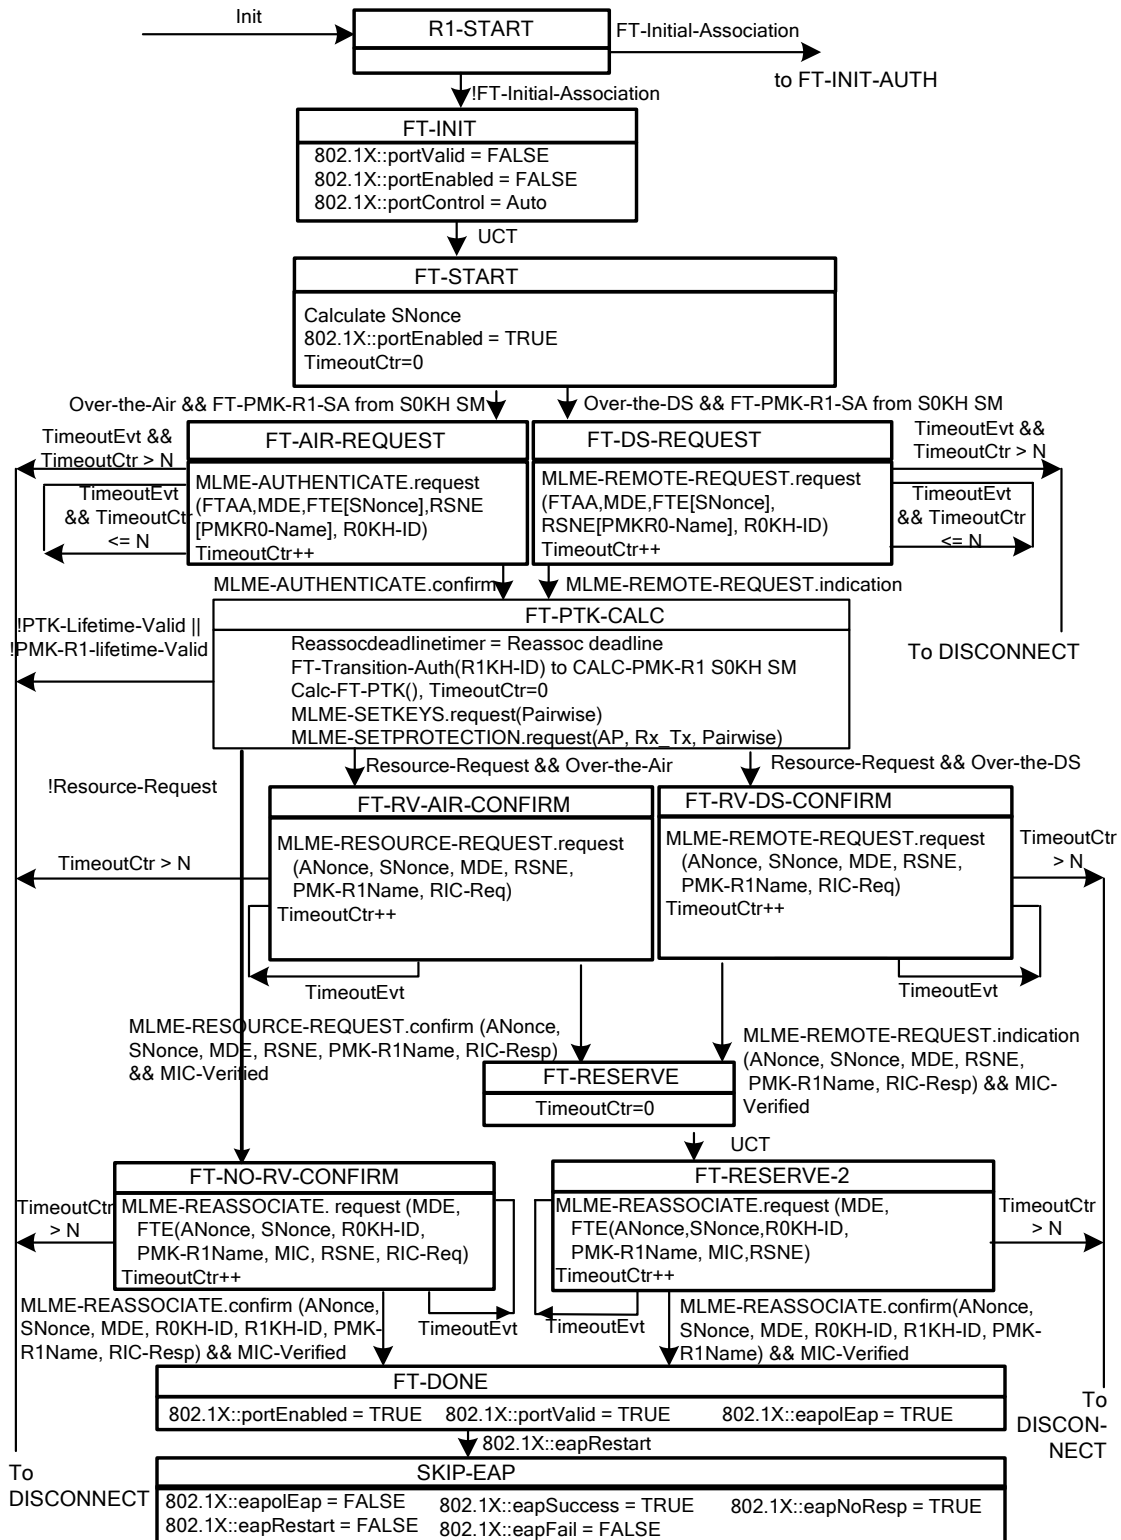 Init
R1-START
FT-Initial-Association
to FT-INIT-AUTH
!FT-Initial-Association
FT-INIT
802.1X::portValid = FALSE
802.1X::portEnabled = FALSE
802.1X::portControl = Auto
UCT
FT-START
Calculate SNonce
802.1X::portEnabled = TRUE
TimeoutCtr=0
Over-the-Air && FT-PMK-R1-SA from S0KH SM
Over-the-DS && FT-PMK-R1-SA from S0KH SM
TimeoutEvt &&
TimeoutCtr > N
FT-AIR-REQUEST
MLME-AUTHENTICATE.request
(FTAA,MDE,FTE[SNonce],RSNE
[PMKR0-Name], R0KH-ID)
TimeoutCtr++
TimeoutEvt
&& TimeoutCtr
<= N
FT-DS-REQUEST
MLME-REMOTE-REQUEST.request
(FTAA,MDE,FTE[SNonce],
RSNE[PMKR0-Name], R0KH-ID)
TimeoutCtr++
TimeoutEvt &&
TimeoutCtr > N
TimeoutEvt
&& TimeoutCtr
<= N
MLME-AUTHENTICATE.confirm
MLME-REMOTE-REQUEST.indication
!PTK-Lifetime-Valid ||
!PMK-R1-lifetime-Valid
FT-PTK-CALC
Reassocdeadlinetimer = Reassoc deadline
FT-Transition-Auth(R1KH-ID) to CALC-PMK-R1 S0KH SM
Calc-FT-PTK(), TimeoutCtr=0
MLME-SETKEYS.request(Pairwise)
MLME-SETPROTECTION.request(AP, Rx_Tx, Pairwise)
To DISCONNECT
!Resource-Request
Resource-Request && Over-the-Air
Resource-Request && Over-the-DS
FT-RV-AIR-CONFIRM
MLME-RESOURCE-REQUEST.request
(ANonce, SNonce, MDE, RSNE,
PMK-R1Name, RIC-Req)
TimeoutCtr++
TimeoutCtr > N
TimeoutEvt
FT-RV-DS-CONFIRM
MLME-REMOTE-REQUEST.request
(ANonce, SNonce, MDE, RSNE,
PMK-R1Name, RIC-Req)
TimeoutCtr++
TimeoutCtr
> N
TimeoutEvt
MLME-RESOURCE-REQUEST.confirm (ANonce,
SNonce, MDE, RSNE, PMK-R1Name, RIC-Resp)
&& MIC-Verified
MLME-REMOTE-REQUEST.indication
(ANonce, SNonce, MDE, RSNE,
PMK-R1Name, RIC-Resp) && MIC-
Verified
FT-RESERVE
TimeoutCtr=0
UCT
FT-NO-RV-CONFIRM
MLME-REASSOCIATE. request (MDE,
FTE(ANonce, SNonce, R0KH-ID,
PMK-R1Name, MIC, RSNE, RIC-Req)
TimeoutCtr++
TimeoutCtr
> N
TimeoutEvt
FT-RESERVE-2
MLME-REASSOCIATE.request (MDE,
FTE(ANonce,SNonce,R0KH-ID,
PMK-R1Name, MIC,RSNE)
TimeoutCtr++
TimeoutCtr
> N
TimeoutEvt
MLME-REASSOCIATE.confirm (ANonce,
SNonce, MDE, R0KH-ID, R1KH-ID, PMK-
R1Name, RIC-Resp) && MIC-Verified
MLME-REASSOCIATE.confirm(ANonce,
SNonce, MDE, R0KH-ID, R1KH-ID, PMK-
R1Name) && MIC-Verified
FT-DONE
802.1X::portEnabled = TRUE 802.1X::portValid = TRUE 802.1X::eapolEap = TRUE
To
DISCON-
NECT
802.1X::eapRestart
To
DISCONNECT
SKIP-EAP
802.1X::eapolEap = FALSE 802.1X::eapSuccess = TRUE 802.1X::eapNoResp = TRUE
802.1X::eapRestart = FALSE 802.1X::eapFail = FALSE